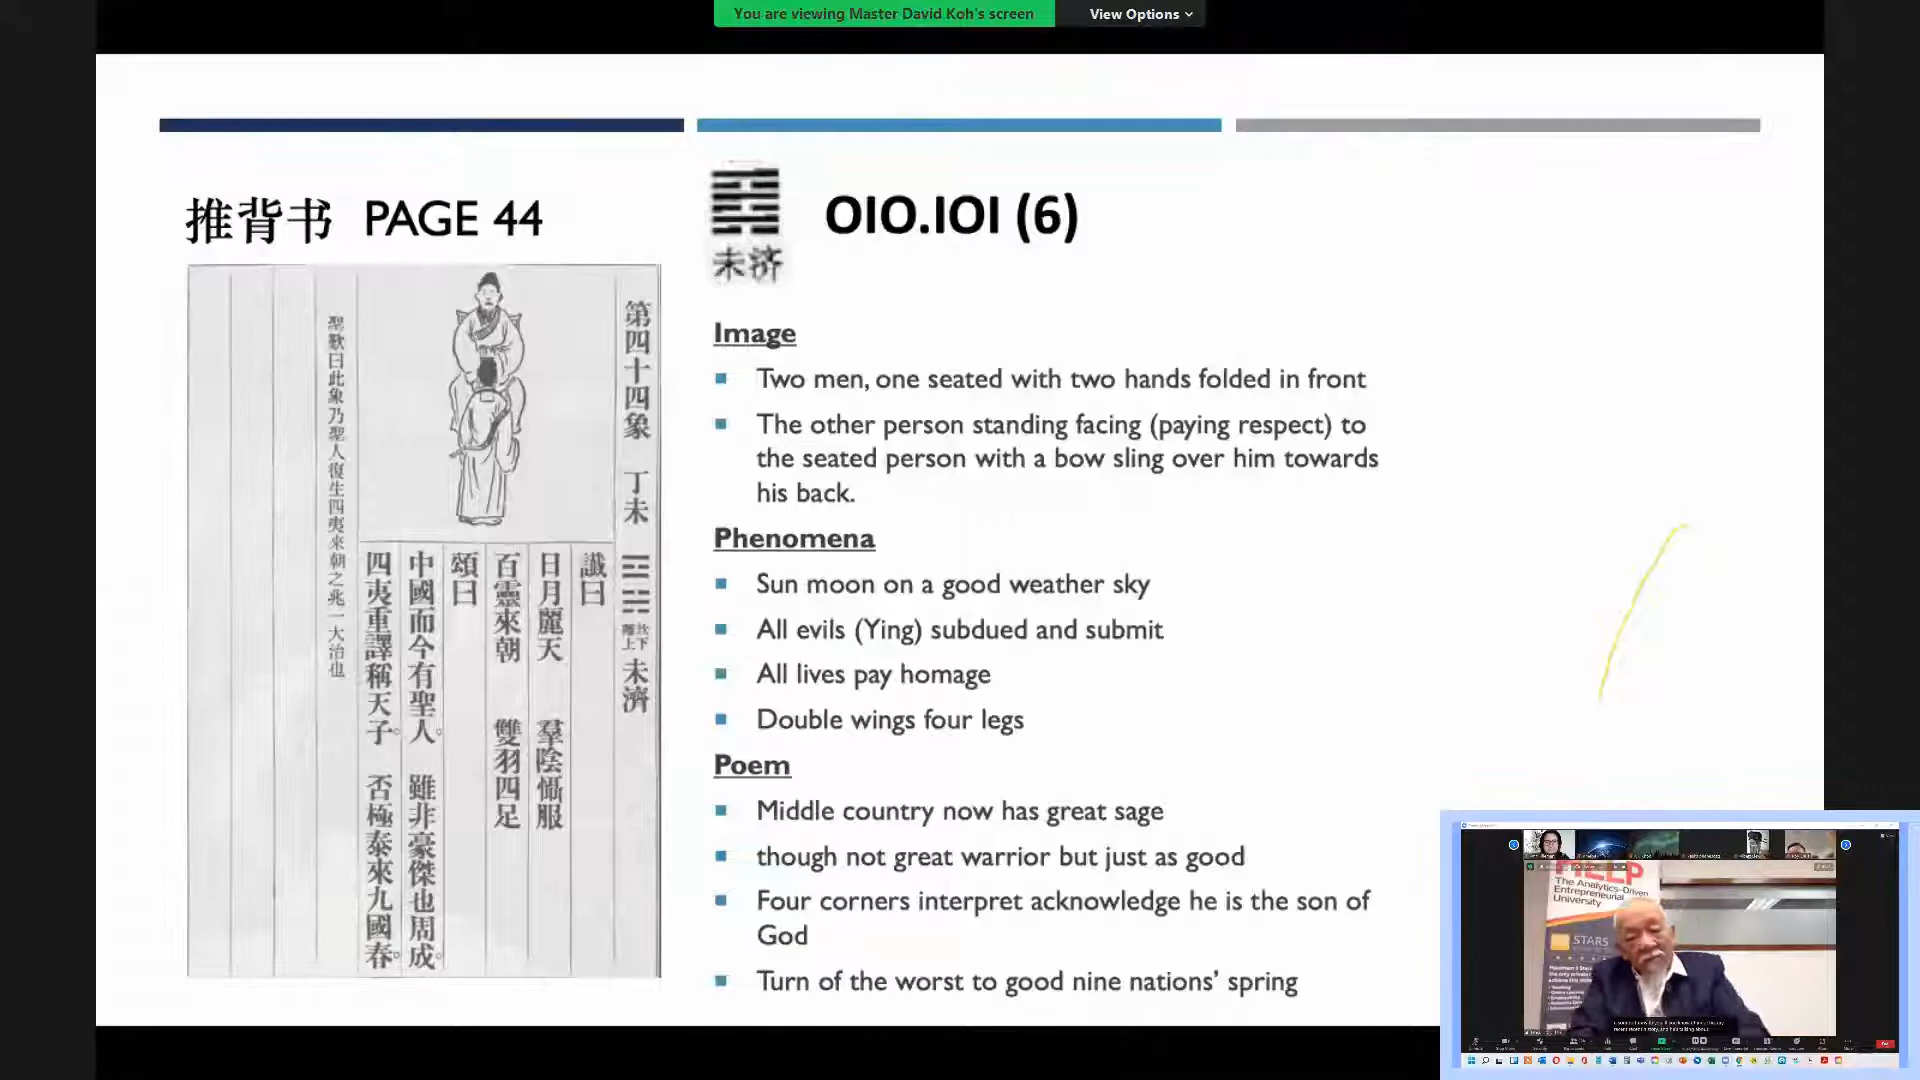 You are viewing Master David Koh's screen
View Options
推背书 PAGE 44
未济
OIO.IOI (6)
第四十四象 丁未
坎下
離上
未濟
讖曰
日月麗天 羣陰懾服
百靈來朝 雙羽四足
頌曰
中國而今有聖人 雖非豪傑也周成
四夷重譯稱天子 否極泰來九國春
聖歎曰此象乃聖人復生四夷來朝之兆一大治也
Image
Two men, one seated with two hands folded in front
The other person standing facing (paying respect) to
the seated person with a bow sling over him towards
his back.
Phenomena
Sun moon on a good weather sky
All evils (Ying) subdued and submit
All lives pay homage
Double wings four legs
Poem
Middle country now has great sage
though not great warrior but just as good
Four corners interpret acknowledge he is the son of
God
Turn of the worst to good nine nations' spring
HELP
The Analytics-Driven
Entrepreneurial
University
STARS